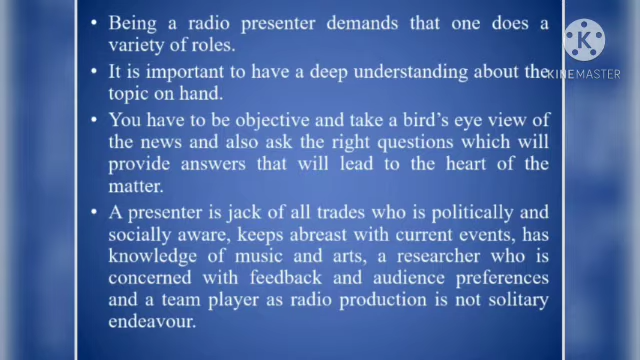 • Being a radio presenter demands that one does a
variety of roles.
• It is important to have a deep understanding about the
topic on hand.
• You have to be objective and take a bird's eye view of
the news and also ask the right questions which will
provide answers that will lead to the heart of the
matter.
• A presenter is jack of all trades who is politically and
socially aware, keeps abreast with current events, has
knowledge of music and arts, a researcher who is
concerned with feedback and audience preferences
and a team player as radio production is not solitary
endeavour.
K
KINEMASTER